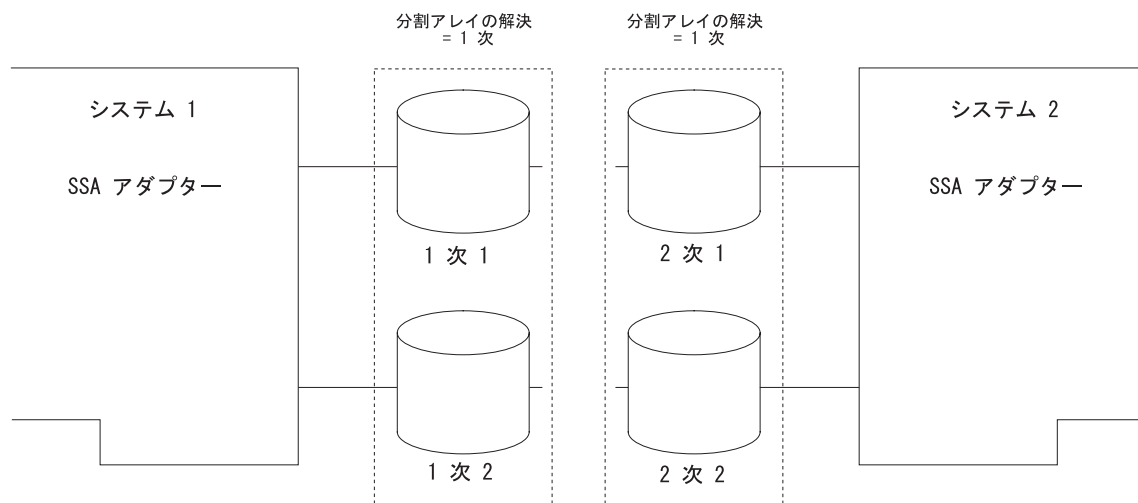 分割アレイの解決
= 1 次
分割アレイの解決
= 1 次
システム 1
SSA アダプター
システム 2
SSA アダプター
1 次 1
2 次 1
1 次 2
2 次 2